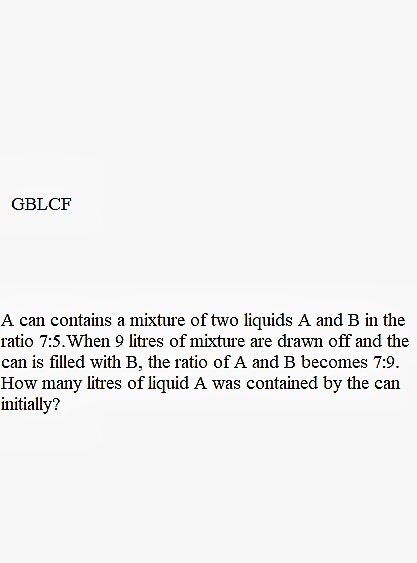 GBLCF
A can contains a mixture of two liquids A and B in the
ratio 7:5.When 9 litres of mixture are drawn off and the
can is filled with B, the ratio of A and B becomes 7:9.
How many litres of liquid A was contained by the can
initially?